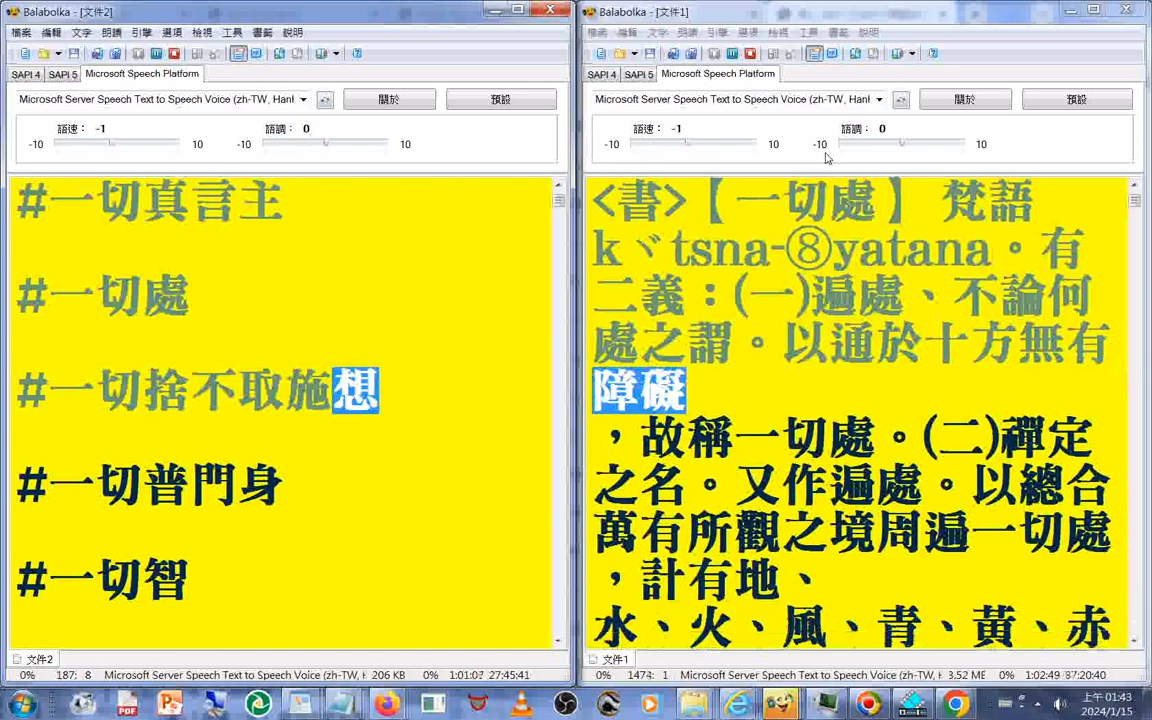 Balabolka - [文件2]
檔案 編輯 文字 朗讀 引擎 選項 檢視 工具 書籤 說明
SAPI 4 SAPI 5 Microsoft Speech Platform
Microsoft Server Speech Text to Speech Voice (zh-TW, Hanl
關於 預設
語速： -1 語調： 0
-10 10 -10 10
#一切真言主
#一切處
#一切捨不取施想
#一切普門身
#一切智
文件2
0% 187; 8 Microsoft Server Speech Text to Speech Voice (zh-TW, H 206 KB 0% 1:01:07 27:45:41
Balabolka - [文件1]
檔案 編輯 文字 朗讀 引擎 選項 檢視 工具 書籤 說明
SAPI 4 SAPI 5 Microsoft Speech Platform
Microsoft Server Speech Text to Speech Voice (zh-TW, Hanl
關於 預設
語速： -1 語調： 0
-10 10 -10 10
<書>【一切處】 梵語
kヾtsna-⑧yatana。有
二義：(一)遍處、不論何
處之謂。以通於十方無有
障礙
，故稱一切處。(二)禪定
之名。又作遍處。以總合
萬有所觀之境周遍一切處
，計有地、
水、火、風、青、黃、赤
文件1
0% 1474; 1 Microsoft Server Speech Text to Speech Voice (zh-TW, H 3.52 ME 0% 1:02:49 :20:40
上午 01:43
2024/1/15